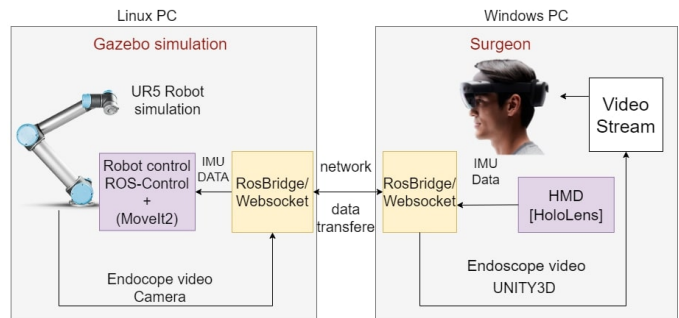 Linux PC
Gazebo simulation
UR5 Robot
simulation
Robot control
ROS-Control
+
(MoveIt2)
IMU
DATA
RosBridge/
Websocket
Endocope video
Camera
network
data
transfere
Windows PC
Surgeon
Video
Stream
RosBridge/
Websocket
IMU
Data
HMD
[HoloLens]
Endoscope video
UNITY3D